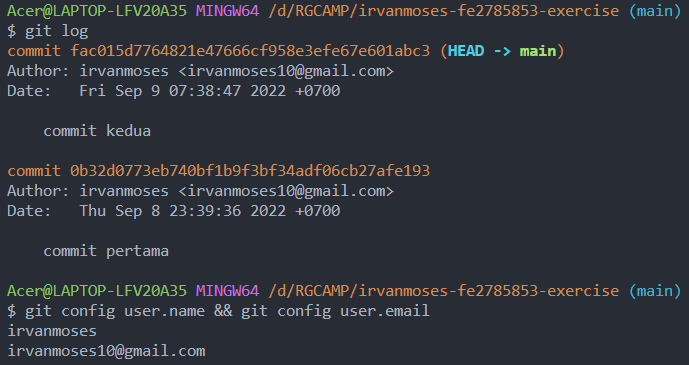 Acer@LAPTOP-LFV20A35 MINGW64 /d/RGCAMP/irvanmoses-fe2785853-exercise (main)
$ git log
commit fac015d7764821e47666cf958e3efe67e601abc3 (HEAD -> main)
Author: irvanmoses <irvanmoses10@gmail.com>
Date:   Fri Sep 9 07:38:47 2022 +0700
    commit kedua
commit 0b32d0773eb740bf1b9f3bf34adf06cb27afe193
Author: irvanmoses <irvanmoses10@gmail.com>
Date:   Thu Sep 8 23:39:36 2022 +0700
    commit pertama
Acer@LAPTOP-LFV20A35 MINGW64 /d/RGCAMP/irvanmoses-fe2785853-exercise (main)
$ git config user.name && git config user.email
irvanmoses
irvanmoses10@gmail.com